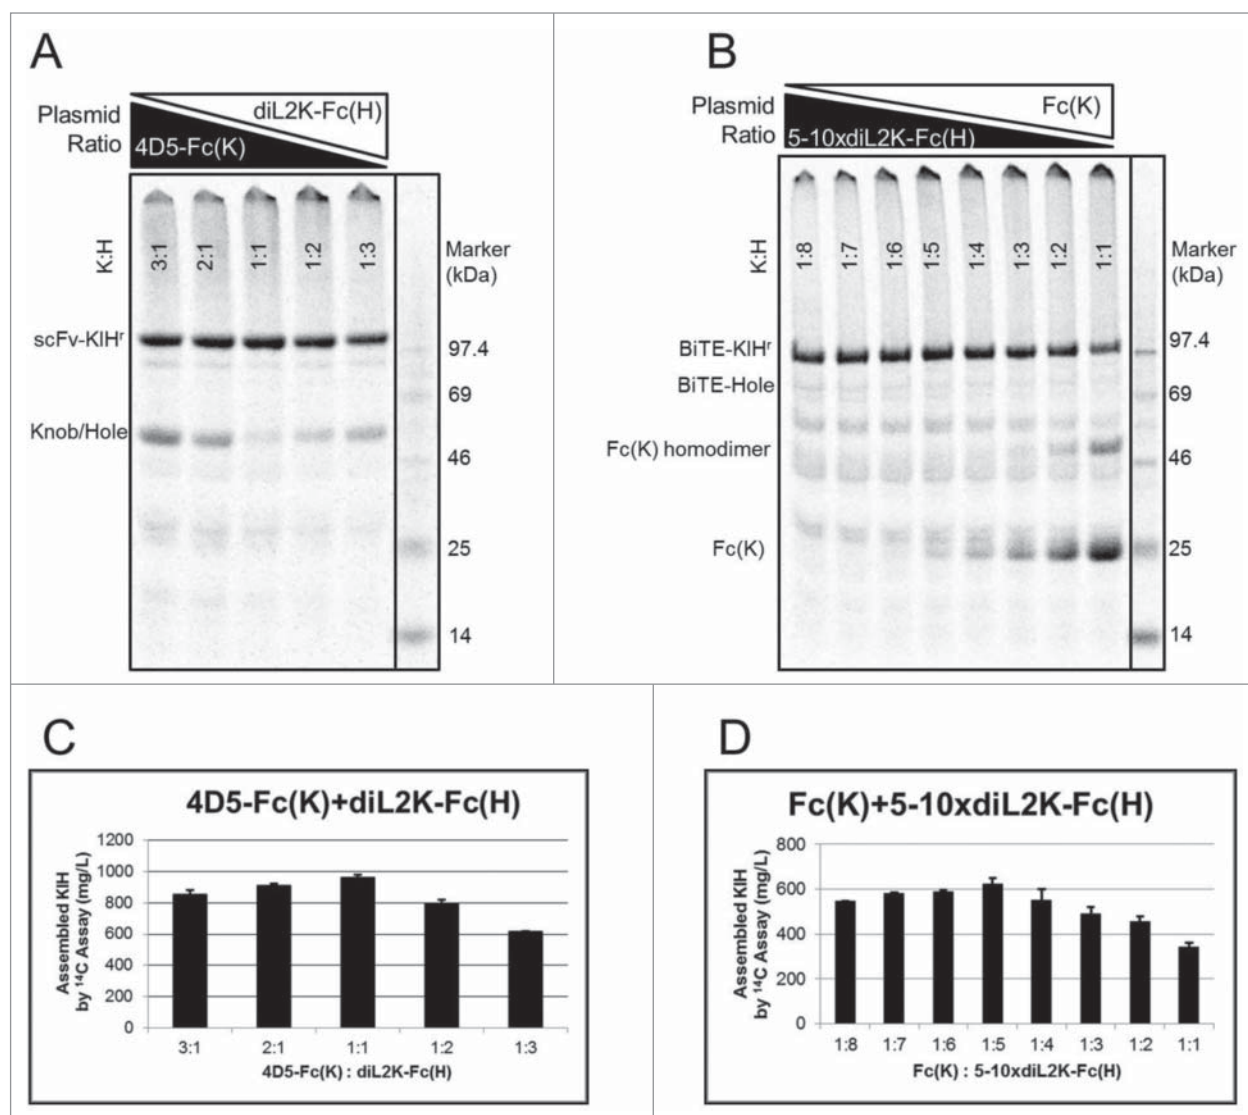 A
Plasmid
Ratio
diL2K-Fc(H)
4D5-Fc(K)
K:H
3:1
2:1
1:1
1:2
1:3
Marker
(kDa)
scFv-KIHʳ
97.4
69
Knob/Hole
46
25
14
B
Plasmid
Ratio
Fc(K)
5-10xdiL2K-Fc(H)
K:H
1:8
1:7
1:6
1:5
1:4
1:3
1:2
1:1
Marker
(kDa)
BiTE-KIHʳ
97.4
BiTE-Hole
69
Fc(K) homodimer
46
Fc(K)
25
14
C
4D5-Fc(K)+diL2K-Fc(H)
Assembled KIH
by ¹⁴C Assay (mg/L)
1200
1000
800
600
400
200
0
3:1 2:1 1:1 1:2 1:3
4D5-Fc(K) : diL2K-Fc(H)
D
Fc(K)+5-10xdiL2K-Fc(H)
Assembled KIH
by ¹⁴C Assay (mg/L)
800
600
400
200
0
1:8 1:7 1:6 1:5 1:4 1:3 1:2 1:1
Fc(K) : 5-10xdiL2K-Fc(H)